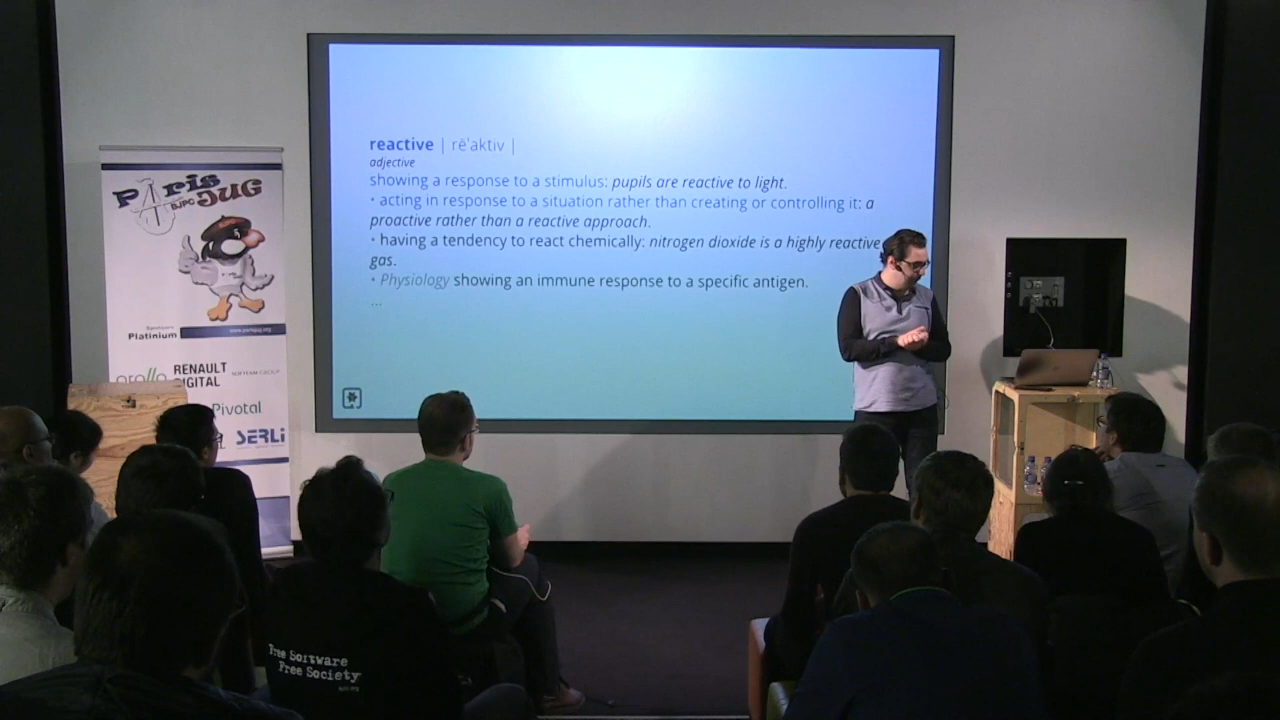 reactive | rē'aktiv |
adjective
showing a response to a stimulus: pupils are reactive to light.
• acting in response to a situation rather than creating or controlling it: a
proactive rather than a reactive approach.
• having a tendency to react chemically: nitrogen dioxide is a highly reactive
gas.
• Physiology showing an immune response to a specific antigen.
...
Paris
JUG
Platinium
RENAULT
DIGITAL
Pivotal
SERLI
Free Software
Free Society